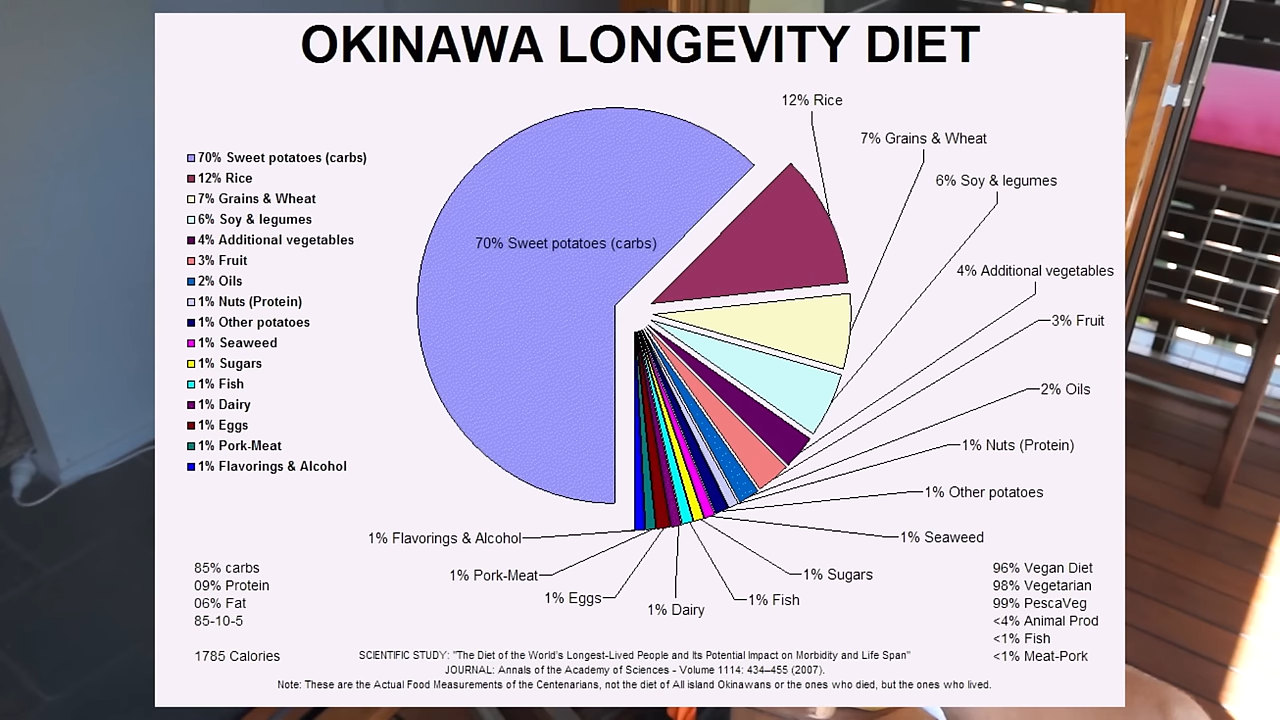 OKINAWA LONGEVITY DIET
70% Sweet potatoes (carbs)
12% Rice
7% Grains & Wheat
6% Soy & legumes
4% Additional vegetables
3% Fruit
2% Oils
1% Nuts (Protein)
1% Other potatoes
1% Seaweed
1% Sugars
1% Fish
1% Dairy
1% Eggs
1% Pork-Meat
1% Flavorings & Alcohol
70% Sweet potatoes (carbs)
12% Rice
7% Grains & Wheat
6% Soy & legumes
4% Additional vegetables
3% Fruit
2% Oils
1% Nuts (Protein)
1% Other potatoes
1% Seaweed
1% Sugars
1% Fish
1% Dairy
1% Eggs
1% Pork-Meat
1% Flavorings & Alcohol
85% carbs
09% Protein
06% Fat
85-10-5
1785 Calories
96% Vegan Diet
98% Vegetarian
99% PescaVeg
<4% Animal Prod
<1% Fish
<1% Meat-Pork
SCIENTIFIC STUDY: "The Diet of the World's Longest-Lived People and Its Potential Impact on Morbidity and Life Span"
JOURNAL: Annals of the Academy of Sciences - Volume 1114: 434–455 (2007).
Note: These are the Actual Food Measurements of the Centenarians, not the diet of All island Okinawans or the ones who died, but the ones who lived.